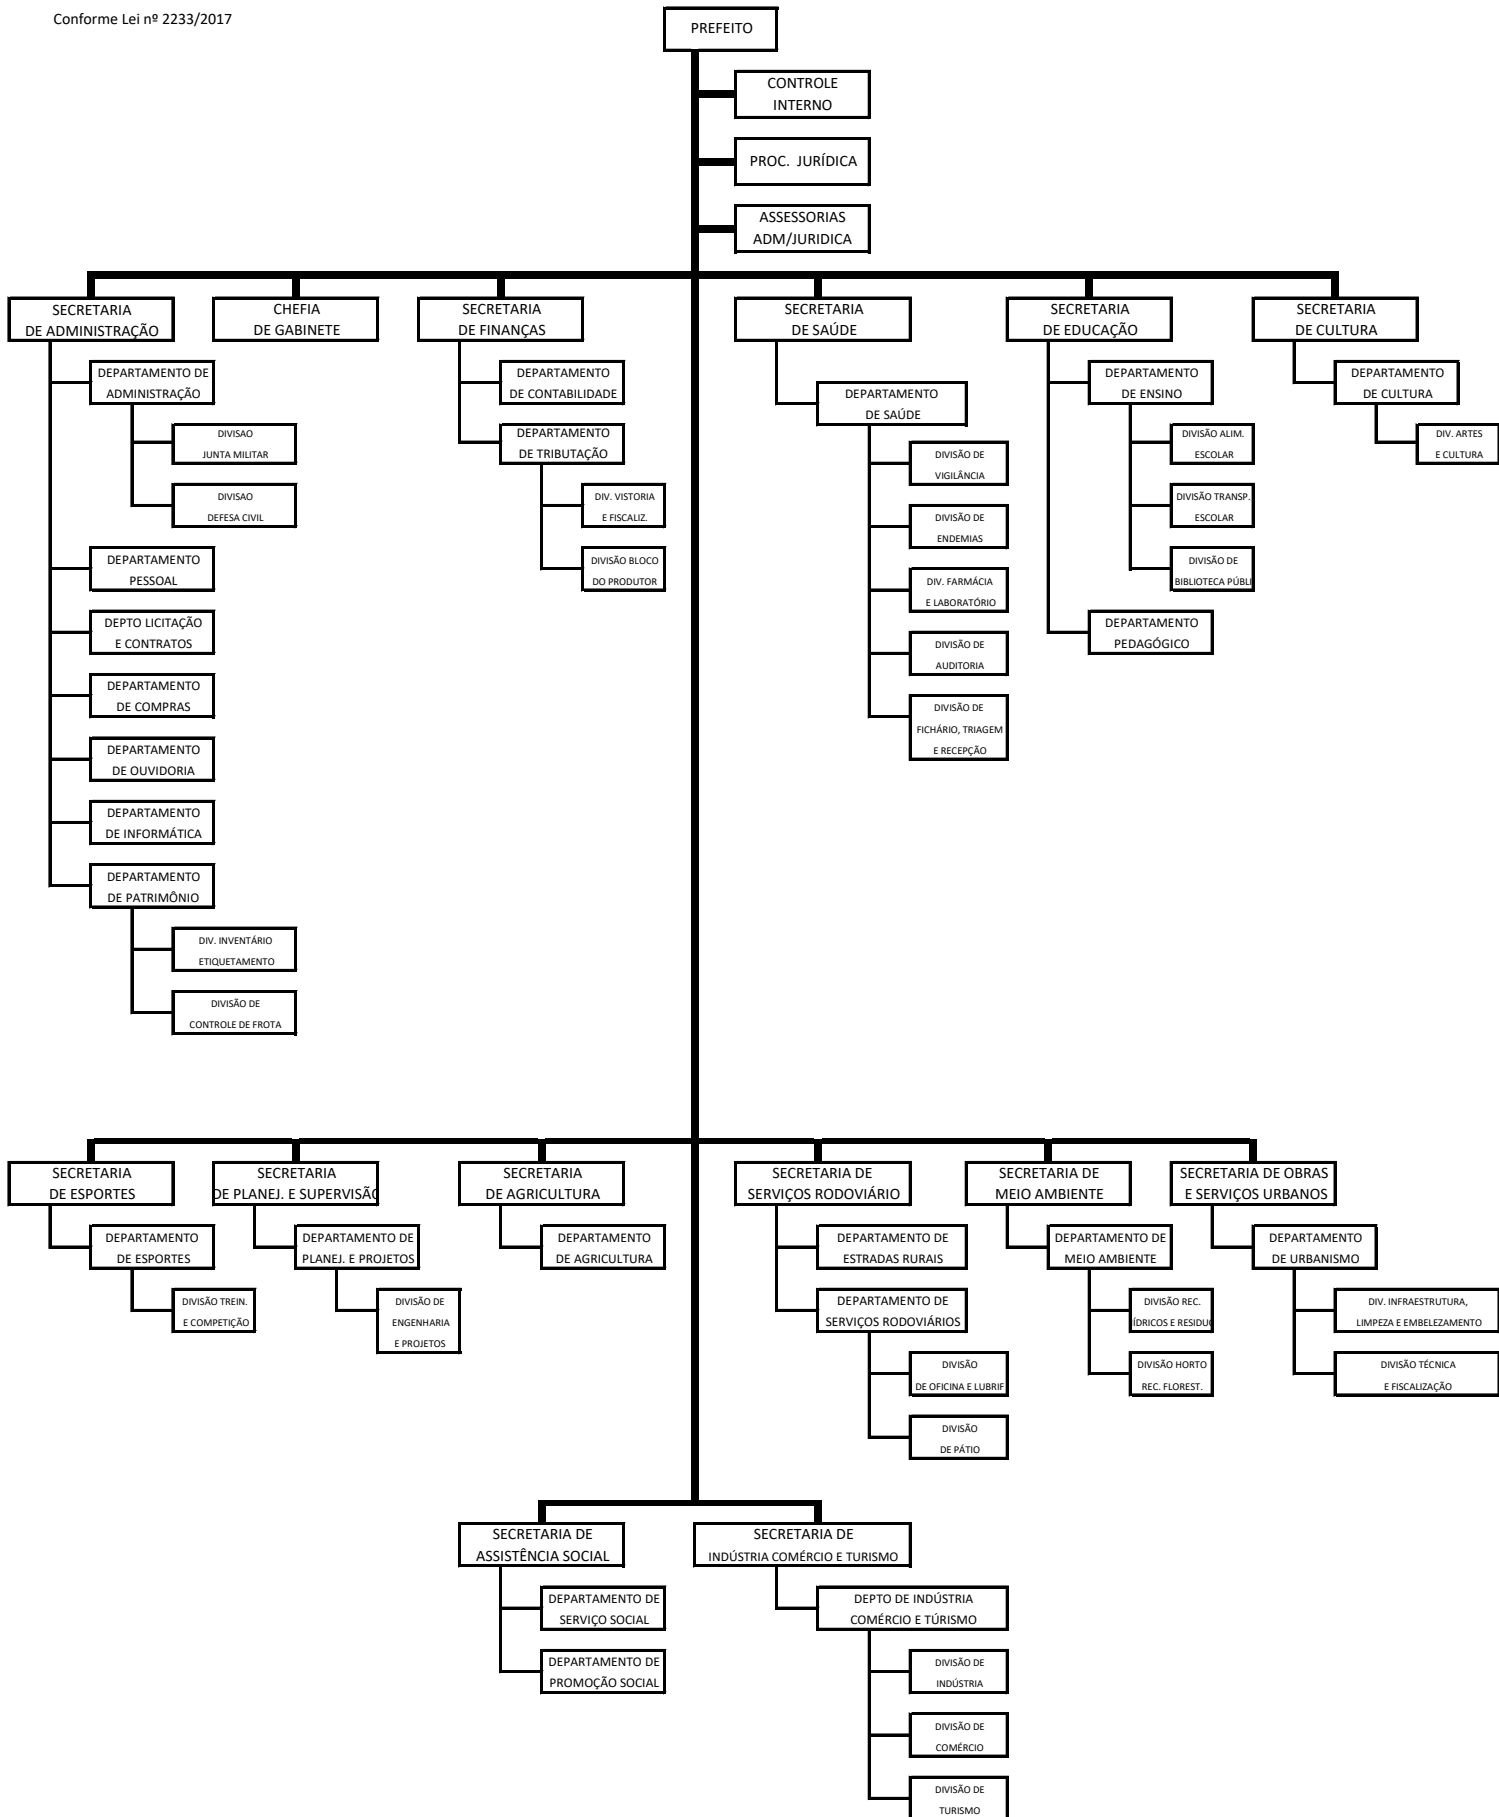 Conforme Lei nº 2233/2017
PREFEITO
CONTROLE
INTERNO
PROC. JURÍDICA
ASSESSORIAS
ADM/JURIDICA
SECRETARIA
DE ADMINISTRAÇÃO
CHEFIA
DE GABINETE
SECRETARIA
DE FINANÇAS
SECRETARIA
DE SAÚDE
SECRETARIA
DE EDUCAÇÃO
SECRETARIA
DE CULTURA
DEPARTAMENTO DE
ADMINISTRAÇÃO
DIVISAO
JUNTA MILITAR
DIVISAO
DEFESA CIVIL
DEPARTAMENTO
PESSOAL
DEPTO LICITAÇÃO
E CONTRATOS
DEPARTAMENTO
DE COMPRAS
DEPARTAMENTO
DE OUVIDORIA
DEPARTAMENTO
DE INFORMÁTICA
DEPARTAMENTO
DE PATRIMÔNIO
DIV. INVENTÁRIO
ETIQUETAMENTO
DIVISÃO DE
CONTROLE DE FROTA
DEPARTAMENTO
DE CONTABILIDADE
DEPARTAMENTO
DE TRIBUTAÇÃO
DIV. VISTORIA
E FISCALIZ.
DIVISÃO BLOCO
DO PRODUTOR
DEPARTAMENTO
DE SAÚDE
DIVISÃO DE
VIGILÂNCIA
DIVISÃO DE
ENDEMIAS
DIV. FARMÁCIA
E LABORATÓRIO
DIVISÃO DE
AUDITORIA
DIVISÃO DE
FICHÁRIO, TRIAGEM
E RECEPÇÃO
DEPARTAMENTO
DE ENSINO
DIVISÃO ALIM.
ESCOLAR
DIVISÃO TRANSP.
ESCOLAR
DIVISÃO DE
BIBLIOTECA PÚBLI
DEPARTAMENTO
PEDAGÓGICO
DEPARTAMENTO
DE CULTURA
DIV. ARTES
E CULTURA
SECRETARIA
DE ESPORTES
SECRETARIA
DE PLANEJ. E SUPERVISÃO
SECRETARIA
DE AGRICULTURA
SECRETARIA DE
SERVIÇOS RODOVIÁRIO
SECRETARIA DE
MEIO AMBIENTE
SECRETARIA DE OBRAS
E SERVIÇOS URBANOS
DEPARTAMENTO
DE ESPORTES
DIVISÃO TREIN.
E COMPETIÇÃO
DEPARTAMENTO DE
PLANEJ. E PROJETOS
DIVISÃO DE
ENGENHARIA
E PROJETOS
DEPARTAMENTO
DE AGRICULTURA
DEPARTAMENTO DE
ESTRADAS RURAIS
DEPARTAMENTO DE
SERVIÇOS RODOVIÁRIOS
DIVISÃO
DE OFICINA E LUBRIF
DIVISÃO
DE PÁTIO
DEPARTAMENTO DE
MEIO AMBIENTE
DIVISÃO REC.
ÍDRICOS E RESIDUO
DIVISÃO HORTO
REC. FLOREST.
DEPARTAMENTO
DE URBANISMO
DIV. INFRAESTRUTURA,
LIMPEZA E EMBELEZAMENTO
DIVISÃO TÉCNICA
E FISCALIZAÇÃO
SECRETARIA DE
ASSISTÊNCIA SOCIAL
SECRETARIA DE
INDÚSTRIA COMÉRCIO E TURISMO
DEPARTAMENTO DE
SERVIÇO SOCIAL
DEPARTAMENTO DE
PROMOÇÃO SOCIAL
DEPTO DE INDÚSTRIA
COMÉRCIO E TÚRISMO
DIVISÃO DE
INDÚSTRIA
DIVISÃO DE
COMÉRCIO
DIVISÃO DE
TURISMO